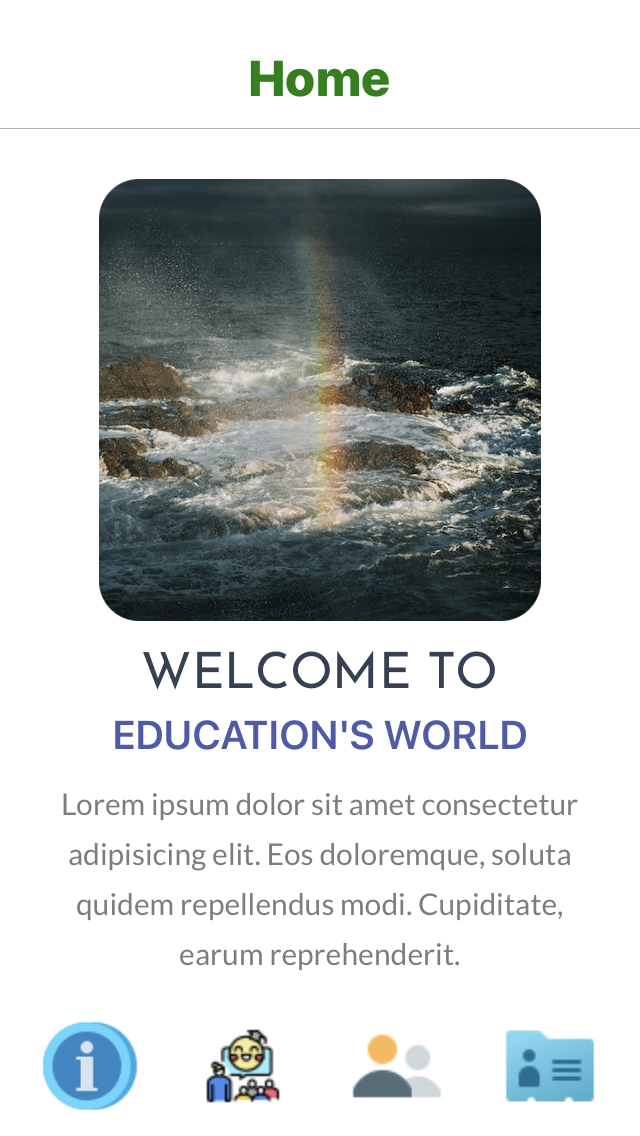 Home
WELCOME TO
EDUCATION'S WORLD
Lorem ipsum dolor sit amet consectetur
adipisicing elit. Eos doloremque, soluta
quidem repellendus modi. Cupiditate,
earum reprehenderit.